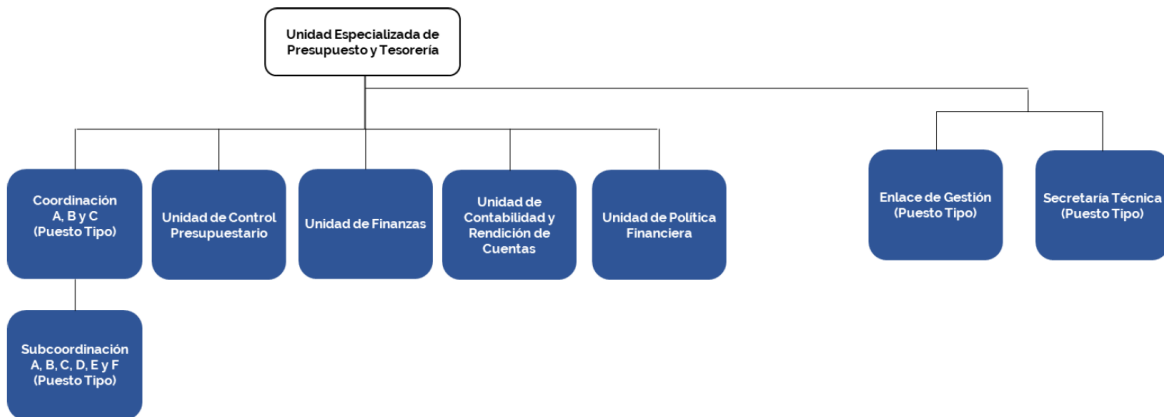 Unidad Especializada de
Presupuesto y Tesorería
Coordinación
A, B y C
(Puesto Tipo)
Unidad de Control
Presupuestario
Unidad de Finanzas
Unidad de
Contabilidad y
Rendición de
Cuentas
Unidad de Política
Financiera
Enlace de Gestión
(Puesto Tipo)
Secretaría Técnica
(Puesto Tipo)
Subcoordinación
A, B, C, D, E y F
(Puesto Tipo)